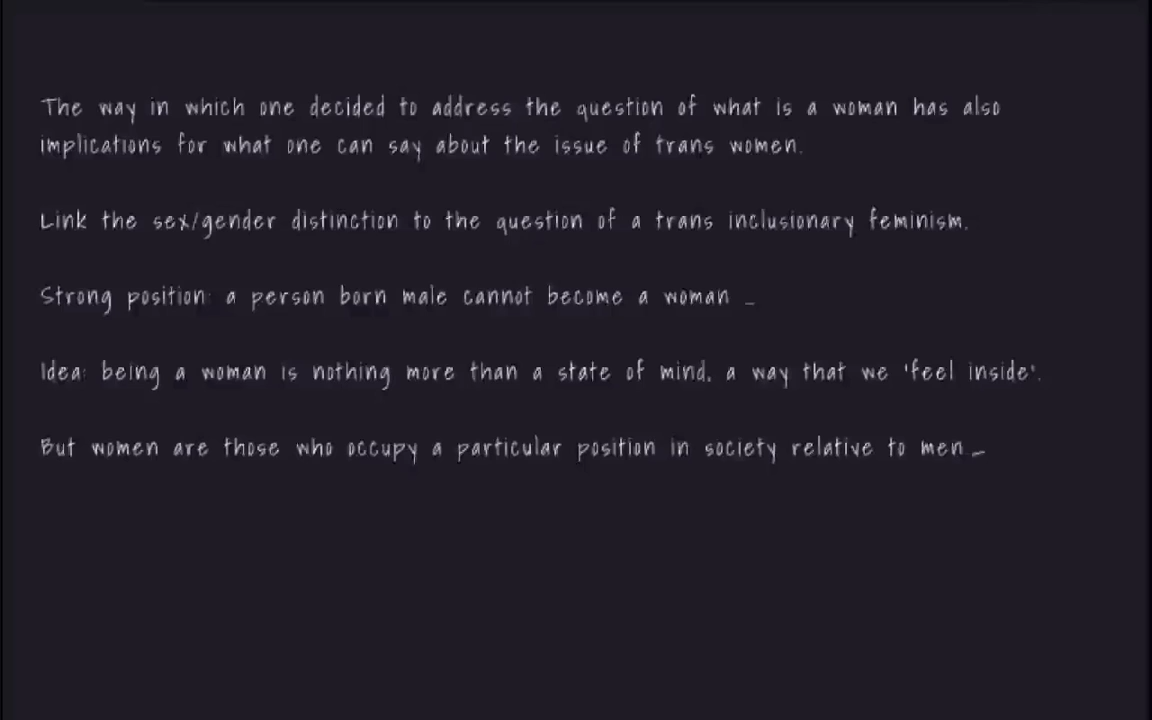 The way in which one decided to address the question of what is a woman has also
implications for what one can say about the issue of trans women.
Link the sex/gender distinction to the question of a trans inclusionary feminism.
Strong position: a person born male cannot become a woman ...
Idea: being a woman is nothing more than a state of mind, a way that we 'feel inside'.
But women are those who occupy a particular position in society relative to men ...